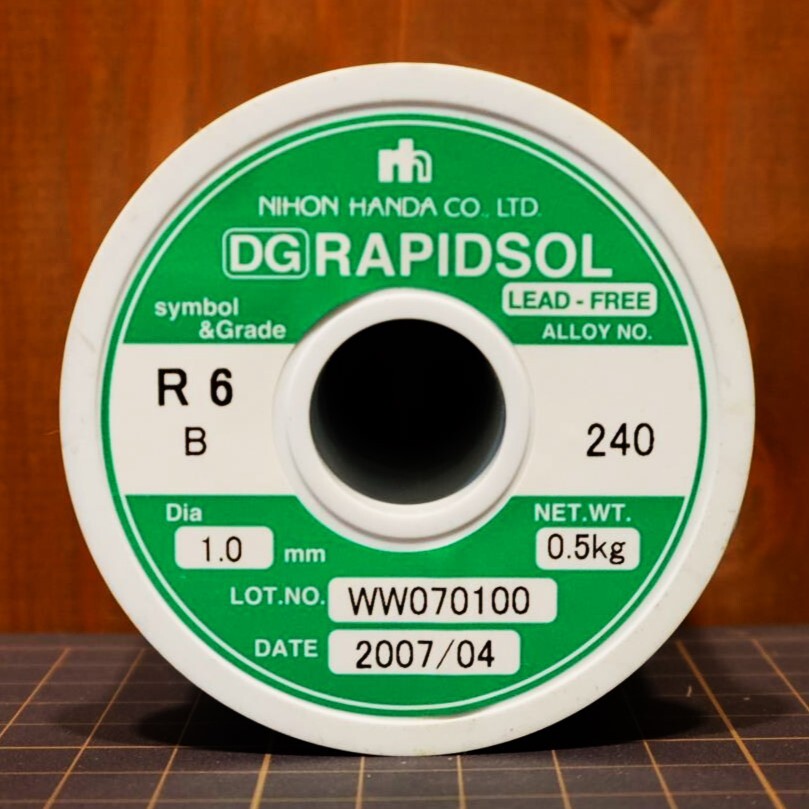 nh
NIHON HANDA CO., LTD.
DG RAPIDSOL
LEAD - FREE
symbol
&Grade
ALLOY NO.
R 6
B
240
Dia
1.0 mm
NET.WT.
0.5kg
LOT.NO. WW070100
DATE 2007/04